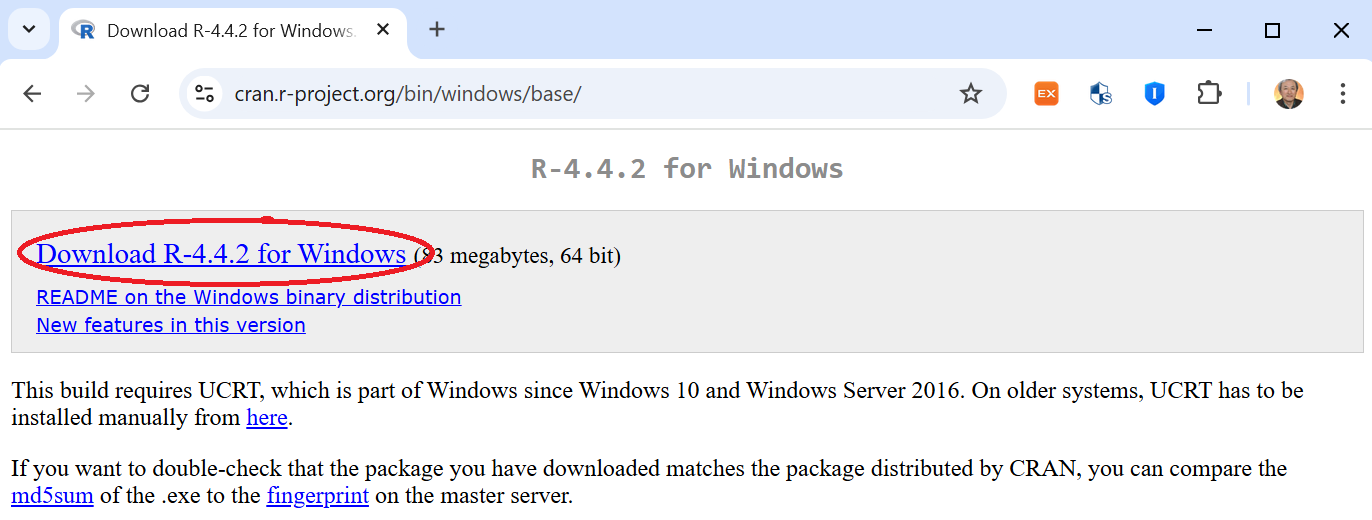 Download R-4.4.2 for Windows.
cran.r-project.org/bin/windows/base/
EX
S
I
R-4.4.2 for Windows
Download R-4.4.2 for Windows (83 megabytes, 64 bit)
README on the Windows binary distribution
New features in this version
This build requires UCRT, which is part of Windows since Windows 10 and Windows Server 2016. On older systems, UCRT has to be
installed manually from here.
If you want to double-check that the package you have downloaded matches the package distributed by CRAN, you can compare the
md5sum of the .exe to the fingerprint on the master server.